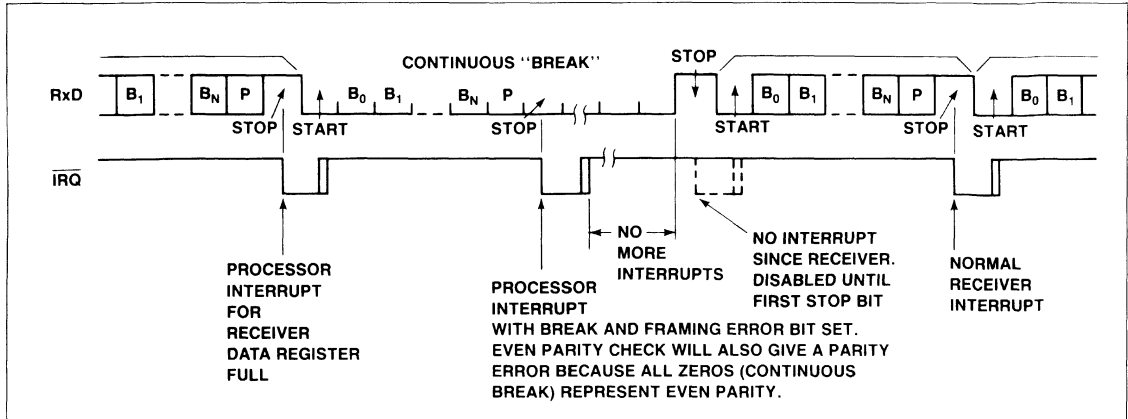 CONTINUOUS "BREAK"
STOP
RxD
B1
BN
P
B0
B1
BN
P
B0
B1
BN
P
B0
B1
STOP
START
STOP
START
STOP
START
IRQ
NO
MORE
INTERRUPTS
PROCESSOR
INTERRUPT
FOR
RECEIVER
DATA REGISTER
FULL
PROCESSOR
INTERRUPT
WITH BREAK AND FRAMING ERROR BIT SET.
EVEN PARITY CHECK WILL ALSO GIVE A PARITY
ERROR BECAUSE ALL ZEROS (CONTINUOUS
BREAK) REPRESENT EVEN PARITY.
NO INTERRUPT
SINCE RECEIVER.
DISABLED UNTIL
FIRST STOP BIT
NORMAL
RECEIVER
INTERRUPT